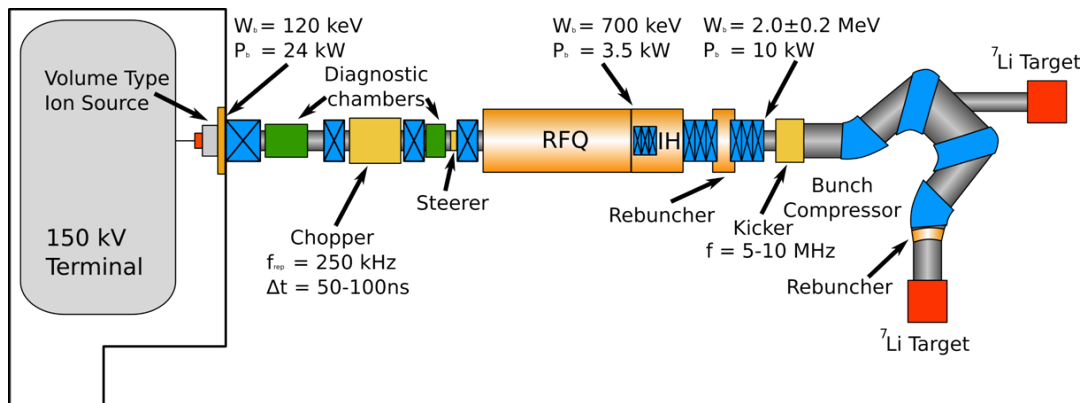 W_b = 120 keV
P_b = 24 kW
Volume Type
Ion Source
Diagnostic
chambers
150 kV
Terminal
Chopper
f_rep = 250 kHz
Δt = 50-100ns
Steerer
RFQ
IH
W_b = 700 keV
P_b = 3.5 kW
W_b = 2.0±0.2 MeV
P_b = 10 kW
Rebuncher
Kicker
f = 5-10 MHz
Bunch
Compressor
Rebuncher
⁷Li Target
⁷Li Target